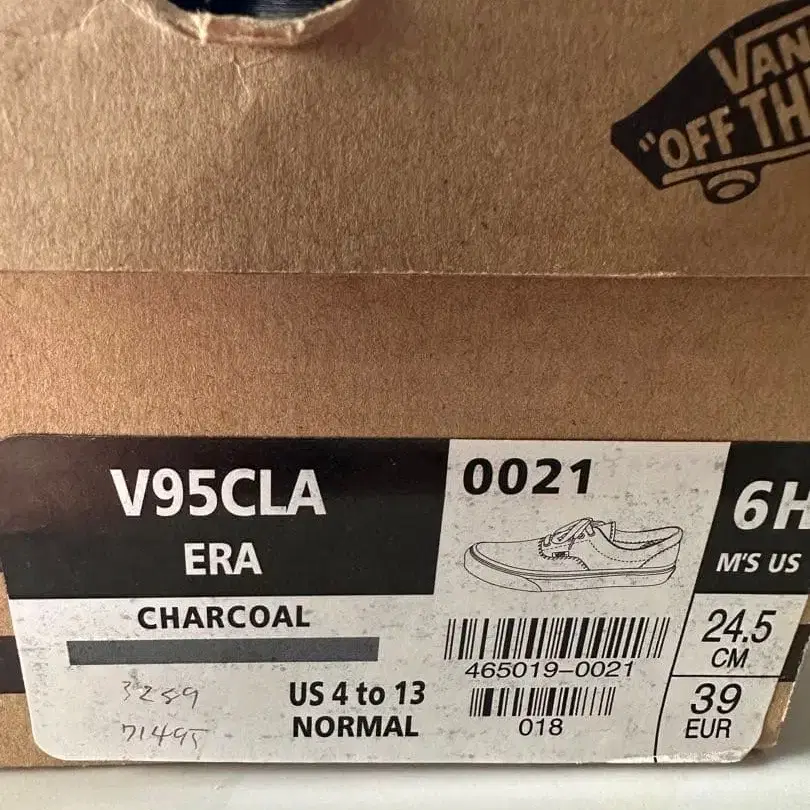 VAN
"OFF TH
V95CLA
ERA
CHARCOAL
3259
71495
US 4 to 13
NORMAL
0021
465019-0021
018
6H
M'S US
24.5
CM
39
EUR